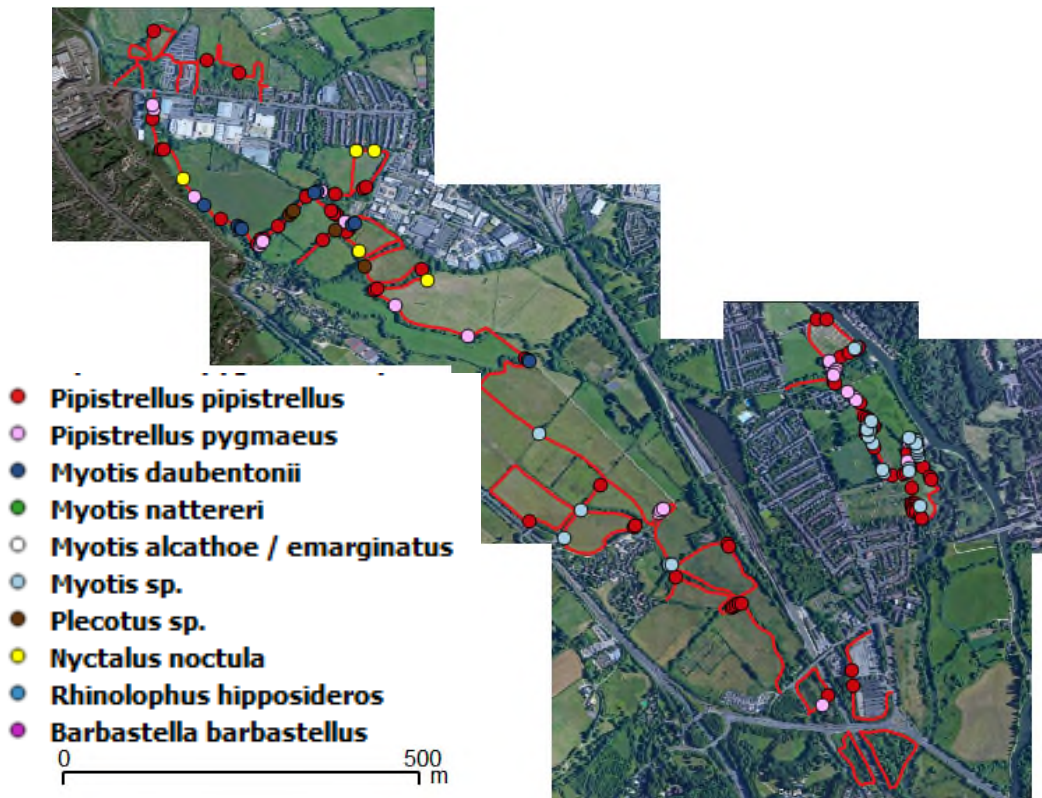 Pipistrellus pipistrellus
Pipistrellus pygmaeus
Myotis daubentonii
Myotis nattereri
Myotis alcathoe / emarginatus
Myotis sp.
Plecotus sp.
Nyctalus noctula
Rhinolophus hipposideros
Barbastella barbastellus
0 500
m